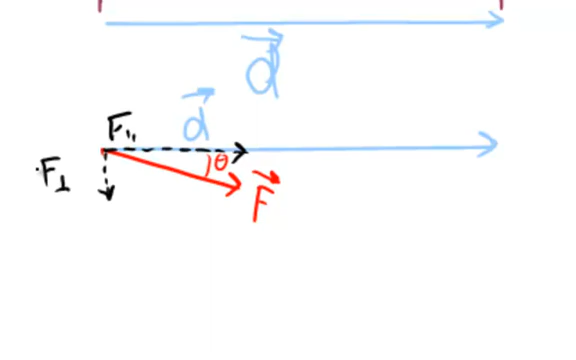 d⃗
F∥ d⃗
F⊥ θ
F⃗